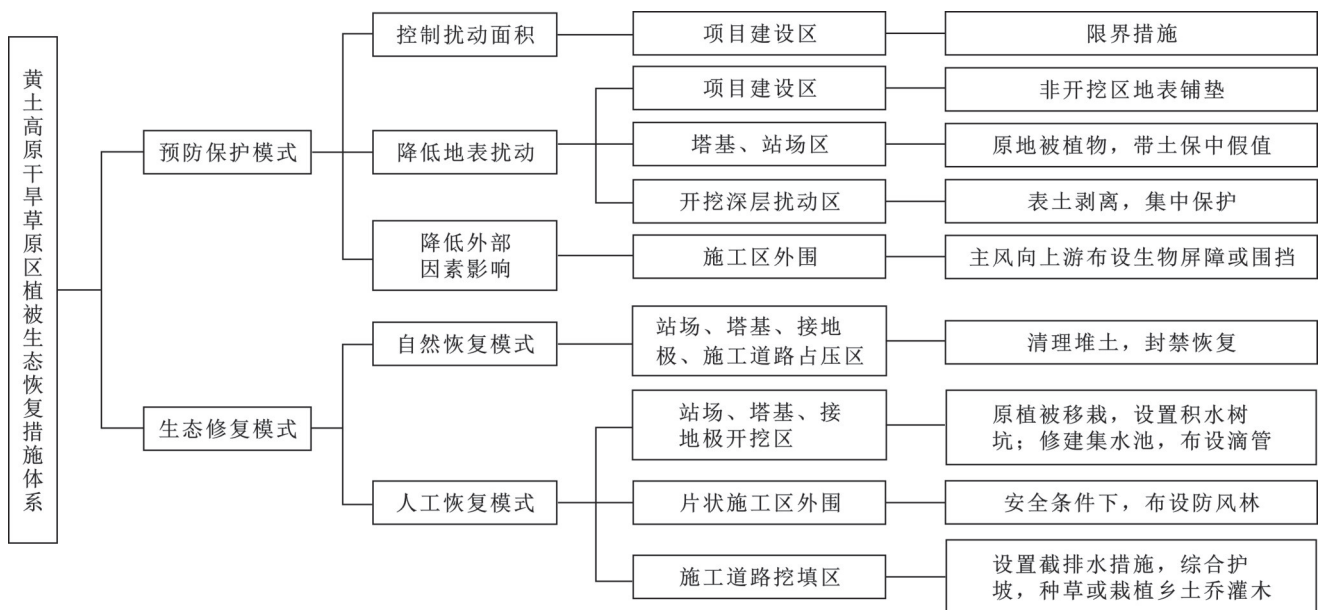 黄土高原干旱草原区植被生态恢复措施体系
预防保护模式
控制扰动面积
项目建设区
限界措施
降低地表扰动
项目建设区
非开挖区地表铺垫
塔基、站场区
原地被植物，带土保中假值
开挖深层扰动区
表土剥离，集中保护
降低外部
因素影响
施工区外围
主风向上游布设生物屏障或围挡
生态修复模式
自然恢复模式
站场、塔基、接地
极、施工道路占压区
清理堆土，封禁恢复
人工恢复模式
站场、塔基、接
地极开挖区
原植被移栽，设置积水树
坑；修建集水池，布设滴管
片状施工区外围
安全条件下，布设防风林
施工道路挖填区
设置截排水措施，综合护
坡，种草或栽植乡土乔灌木